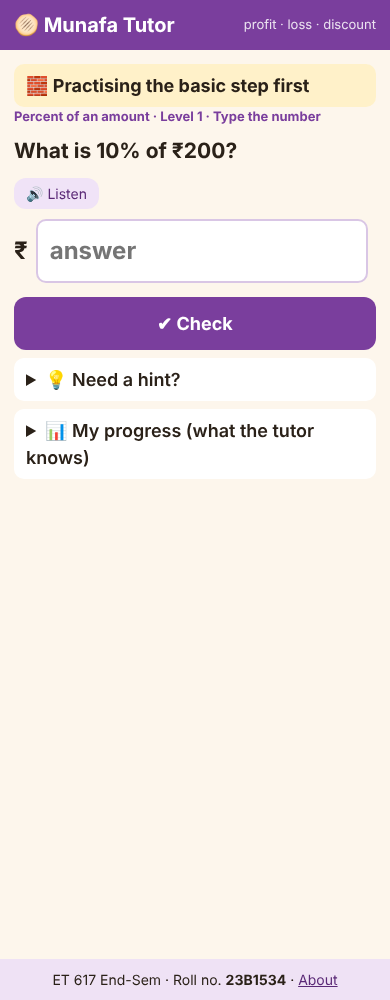 Munafa Tutor
profit · loss · discount
🧱 Practising the basic step first
Percent of an amount · Level 1 · Type the number
What is 10% of ₹200?
🔊 Listen
₹ answer
✔ Check
▶ 💡 Need a hint?
▶ 📊 My progress (what the tutor
knows)
ET 617 End-Sem · Roll no. 23B1534 · About